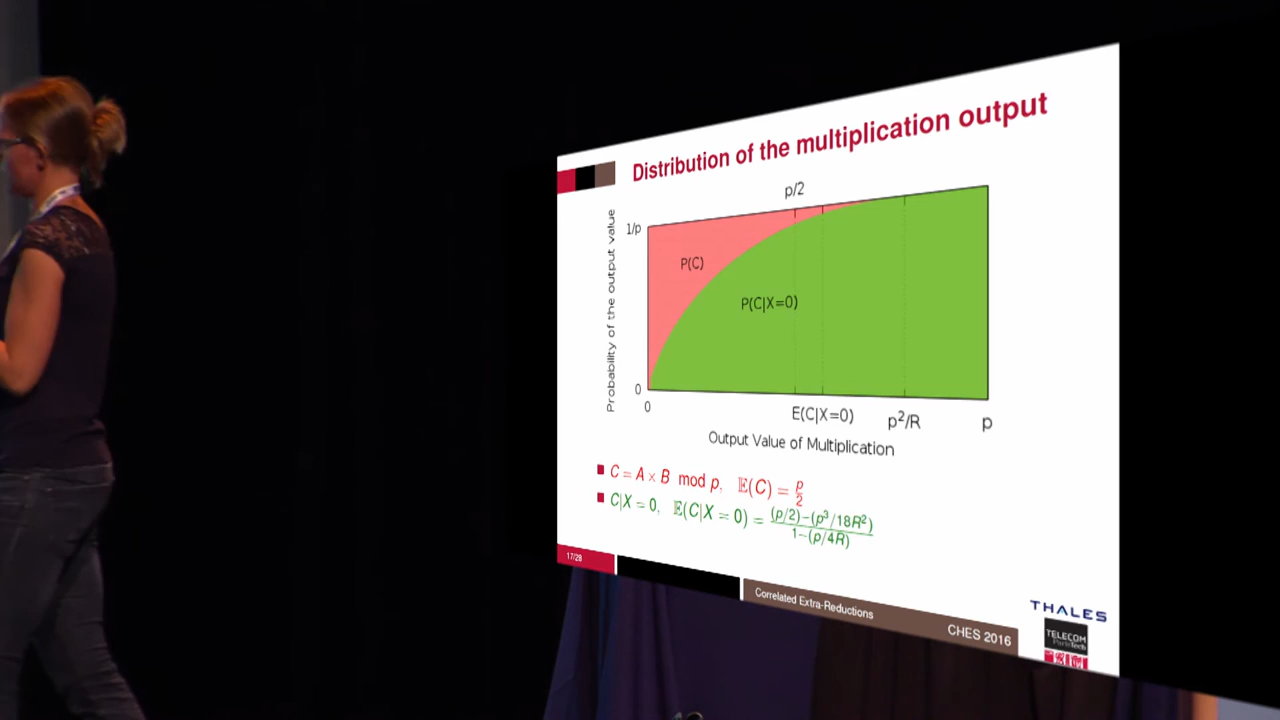 Distribution of the multiplication output
p/2
1/p
P(C)
P(C|X=0)
Probability of the output value
0
0
E(C|X=0)
p²/R
p
Output Value of Multiplication
C = A × B mod p, 𝔼(C) = p/2
C|X = 0, 𝔼(C|X = 0) = (p/2)−(p³/18R²) / 1−(p/4R)
17/28
Correlated Extra-Reductions
CHES 2016
THALES
TELECOM
ParisTech